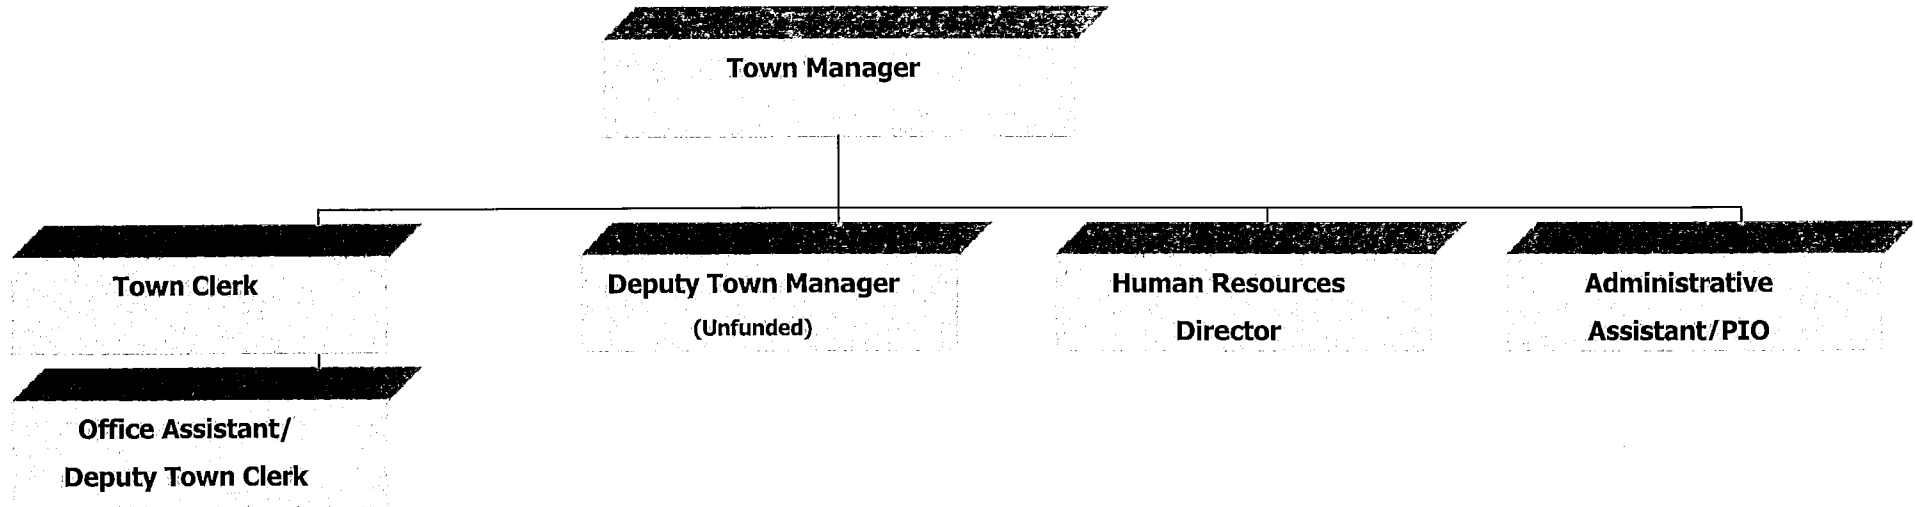 Town Manager
Town Clerk
Deputy Town Manager
(Unfunded)
Human Resources
Director
Administrative
Assistant/PIO
Office Assistant/
Deputy Town Clerk